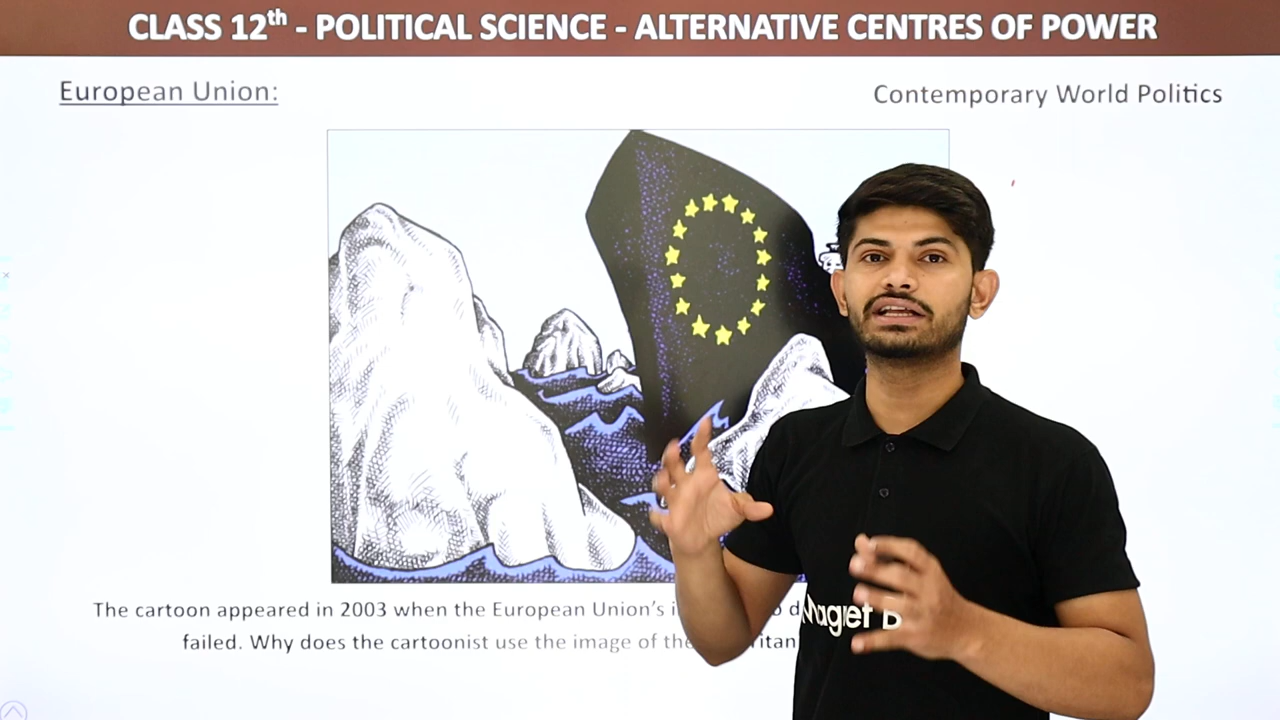 CLASS 12th - POLITICAL SCIENCE - ALTERNATIVE CENTRES OF POWER
European Union:
Contemporary World Politics
The cartoon appeared in 2003 when the European Union's
failed. Why does the cartoonist use the image of the